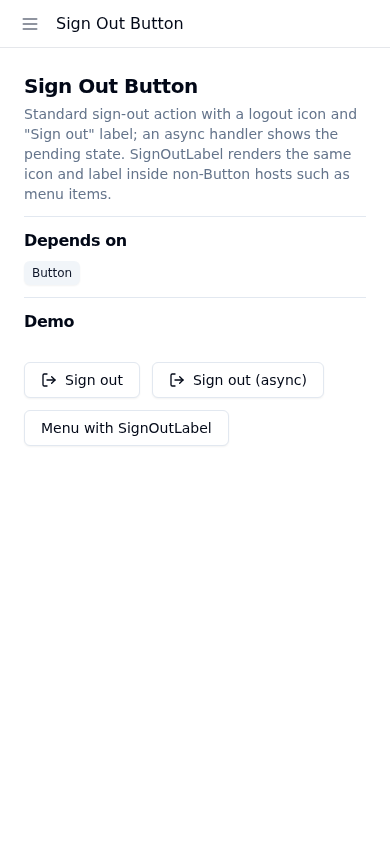 Sign Out Button
Sign Out Button
Standard sign-out action with a logout icon and
"Sign out" label; an async handler shows the
pending state. SignOutLabel renders the same
icon and label inside non-Button hosts such as
menu items.
Depends on
Button
Demo
Sign out
Sign out (async)
Menu with SignOutLabel